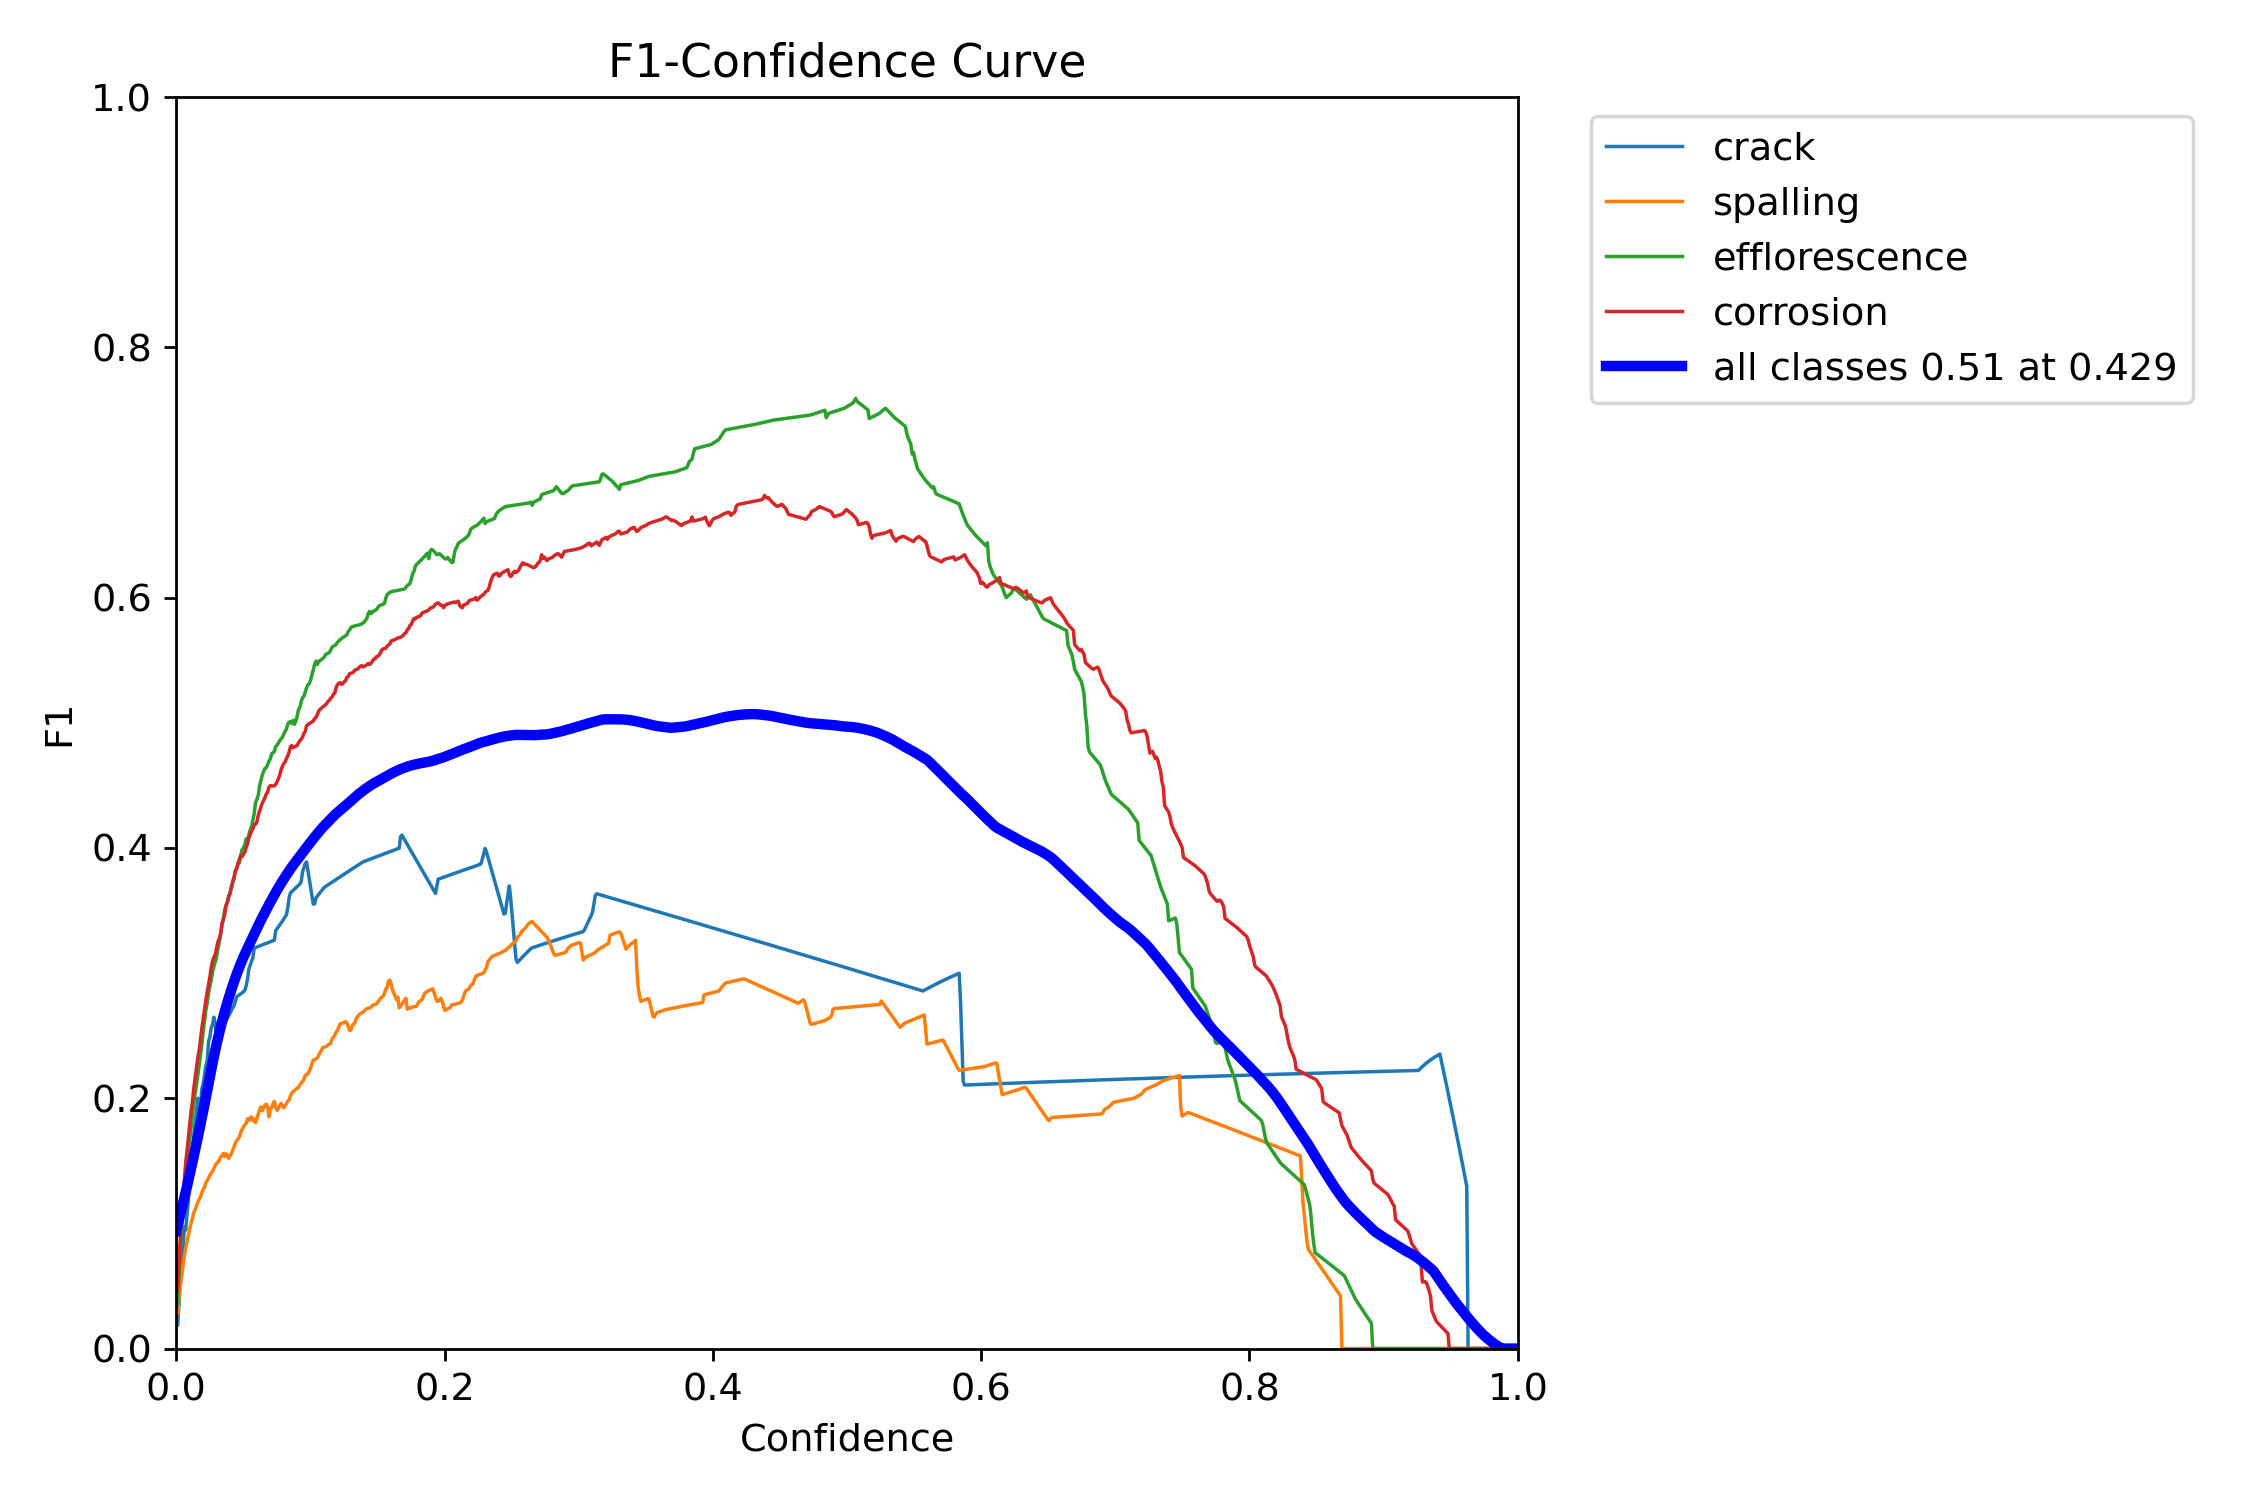 F1-Confidence Curve
1.0
0.8
0.6
0.4
0.2
0.0
F1
0.0 0.2 0.4 0.6 0.8 1.0
Confidence
crack
spalling
efflorescence
corrosion
all classes 0.51 at 0.429